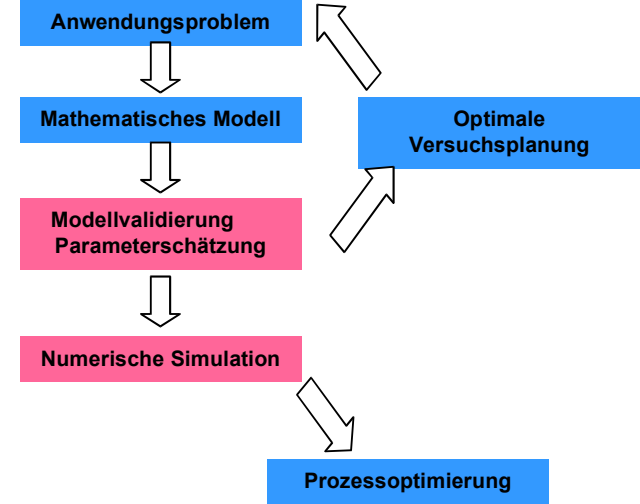 Anwendungsproblem
Mathematisches Modell
Optimale
Versuchsplanung
Modellvalidierung
Parameterschätzung
Numerische Simulation
Prozessoptimierung